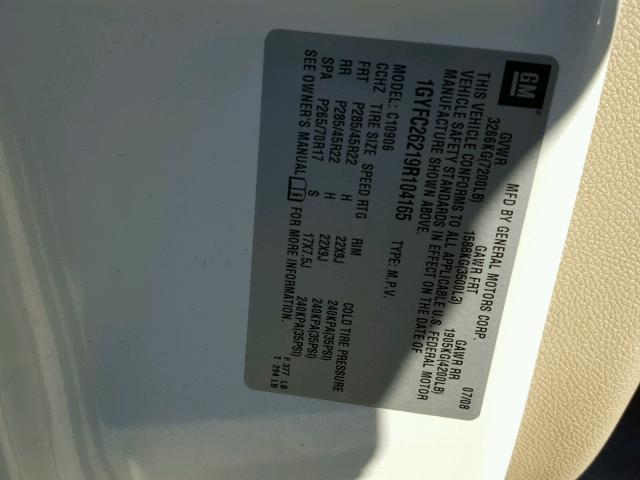 GM
MFD BY GENERAL MOTORS CORP. 07/08
GVWR GAWR FRT GAWR RR
3266KG(7200LB) 1588KG(3500LB) 1905KG(4200LB)
THIS VEHICLE CONFORMS TO ALL APPLICABLE U.S. FEDERAL MOTOR
VEHICLE SAFETY STANDARDS IN EFFECT ON THE DATE OF
MANUFACTURE SHOWN ABOVE.
1GYFC26219R104165 TYPE: M.P.V.
MODEL: C10906
CCHZ TIRE SIZE SPEED RTG RIM COLD TIRE PRESSURE
FRT P285/45R22 H 22X9J 240KPA(35PSI)
RR P285/45R22 H 22X9J 240KPA(35PSI)
SPA P265/70R17 S 17X7.5J 240KPA(35PSI)
SEE OWNER'S MANUAL FOR MORE INFORMATION.
F 377 LB
T 294 LB